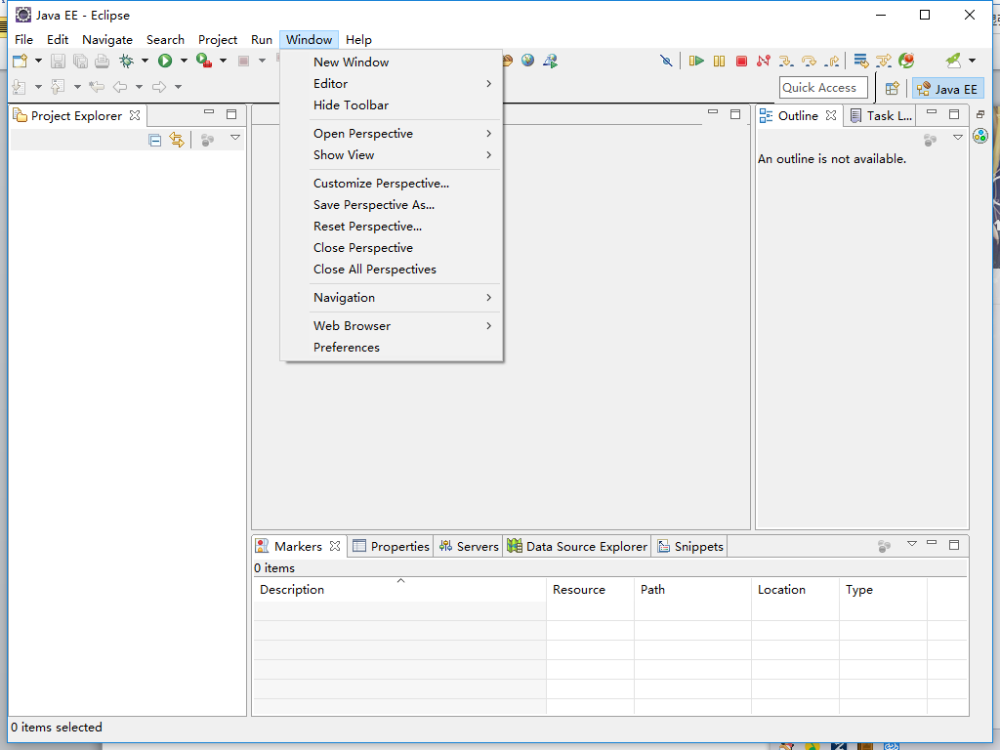 Java EE - Eclipse
File Edit Navigate Search Project Run Window Help
New Window
Editor
Hide Toolbar
Open Perspective
Show View
Customize Perspective...
Save Perspective As...
Reset Perspective...
Close Perspective
Close All Perspectives
Navigation
Web Browser
Preferences
Quick Access
Java EE
Project Explorer
Outline Task L...
An outline is not available.
Markers Properties Servers Data Source Explorer Snippets
0 items
Description Resource Path Location Type
0 items selected